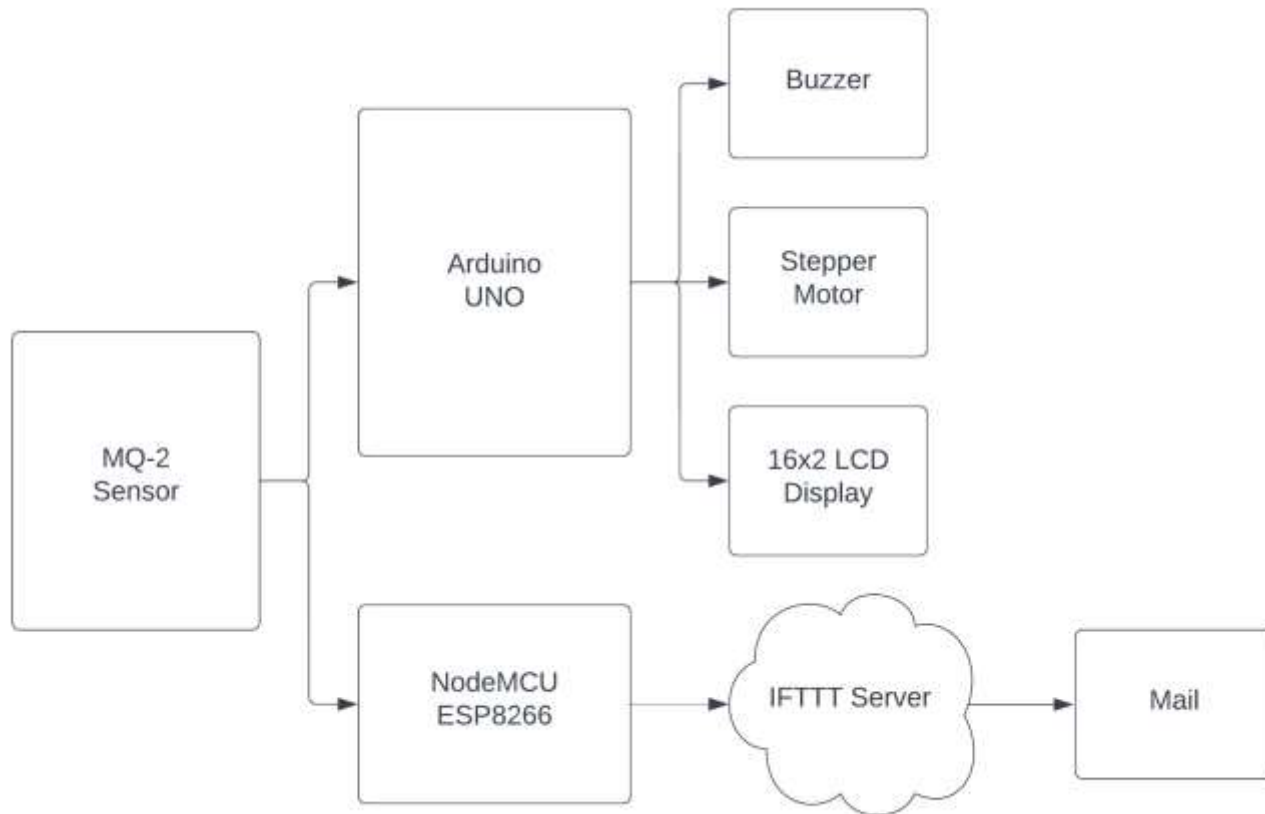 Buzzer
Arduino
UNO
Stepper
Motor
MQ-2
Sensor
16x2 LCD
Display
NodeMCU
ESP8266
IFTTT Server
Mail